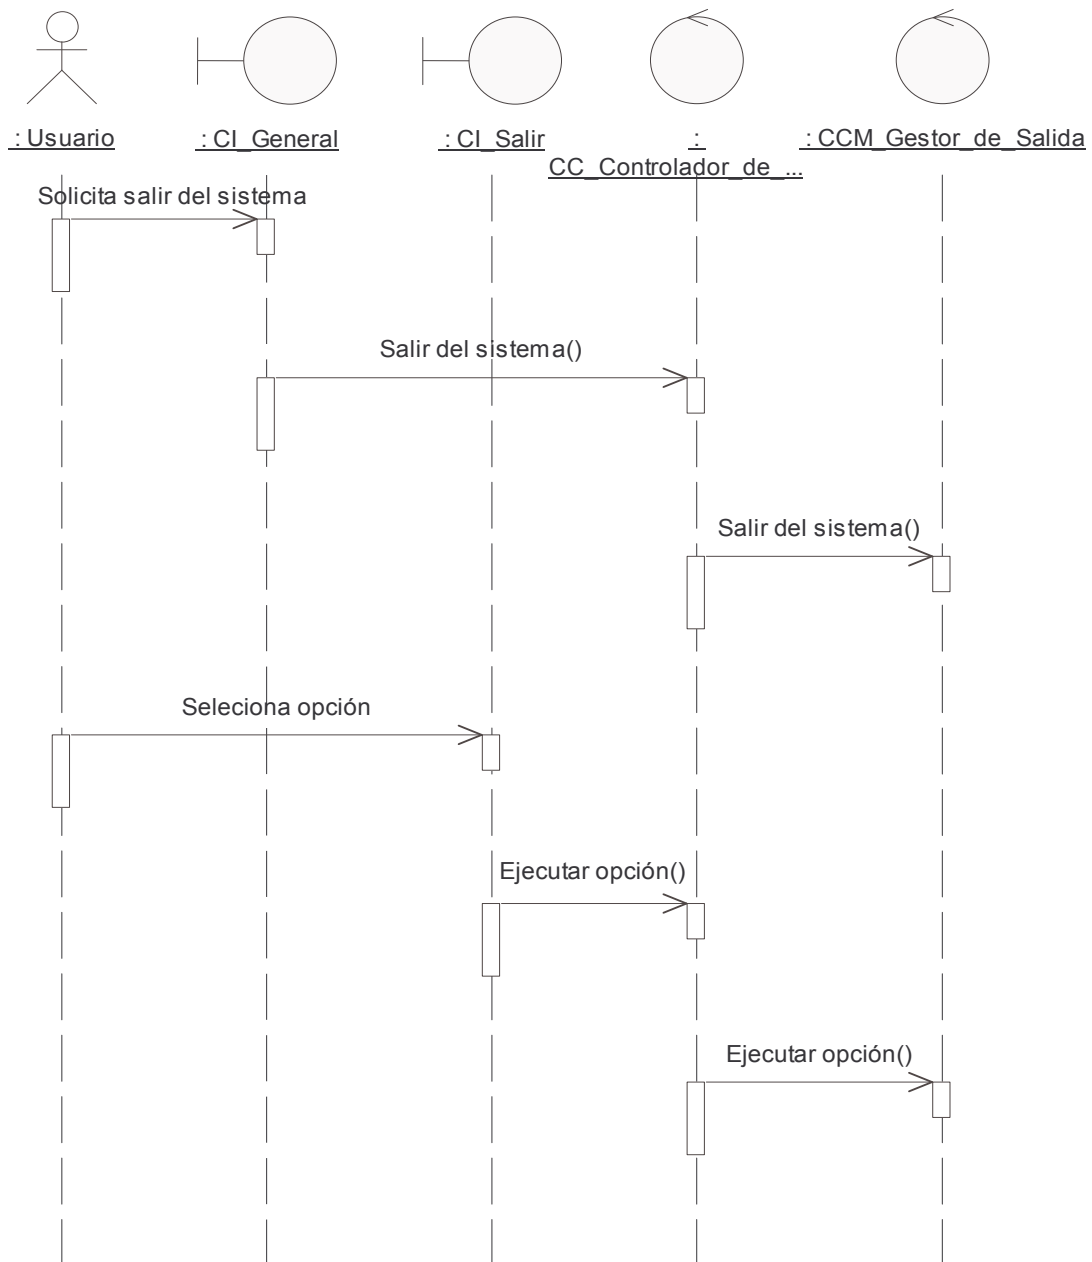 : Usuario
: CI_General
: CI_Salir
:
CC_Controlador_de_...
: CCM_Gestor_de_Salida
Solicita salir del sistema
Salir del sistema()
Salir del sistema()
Seleciona opción
Ejecutar opción()
Ejecutar opción()